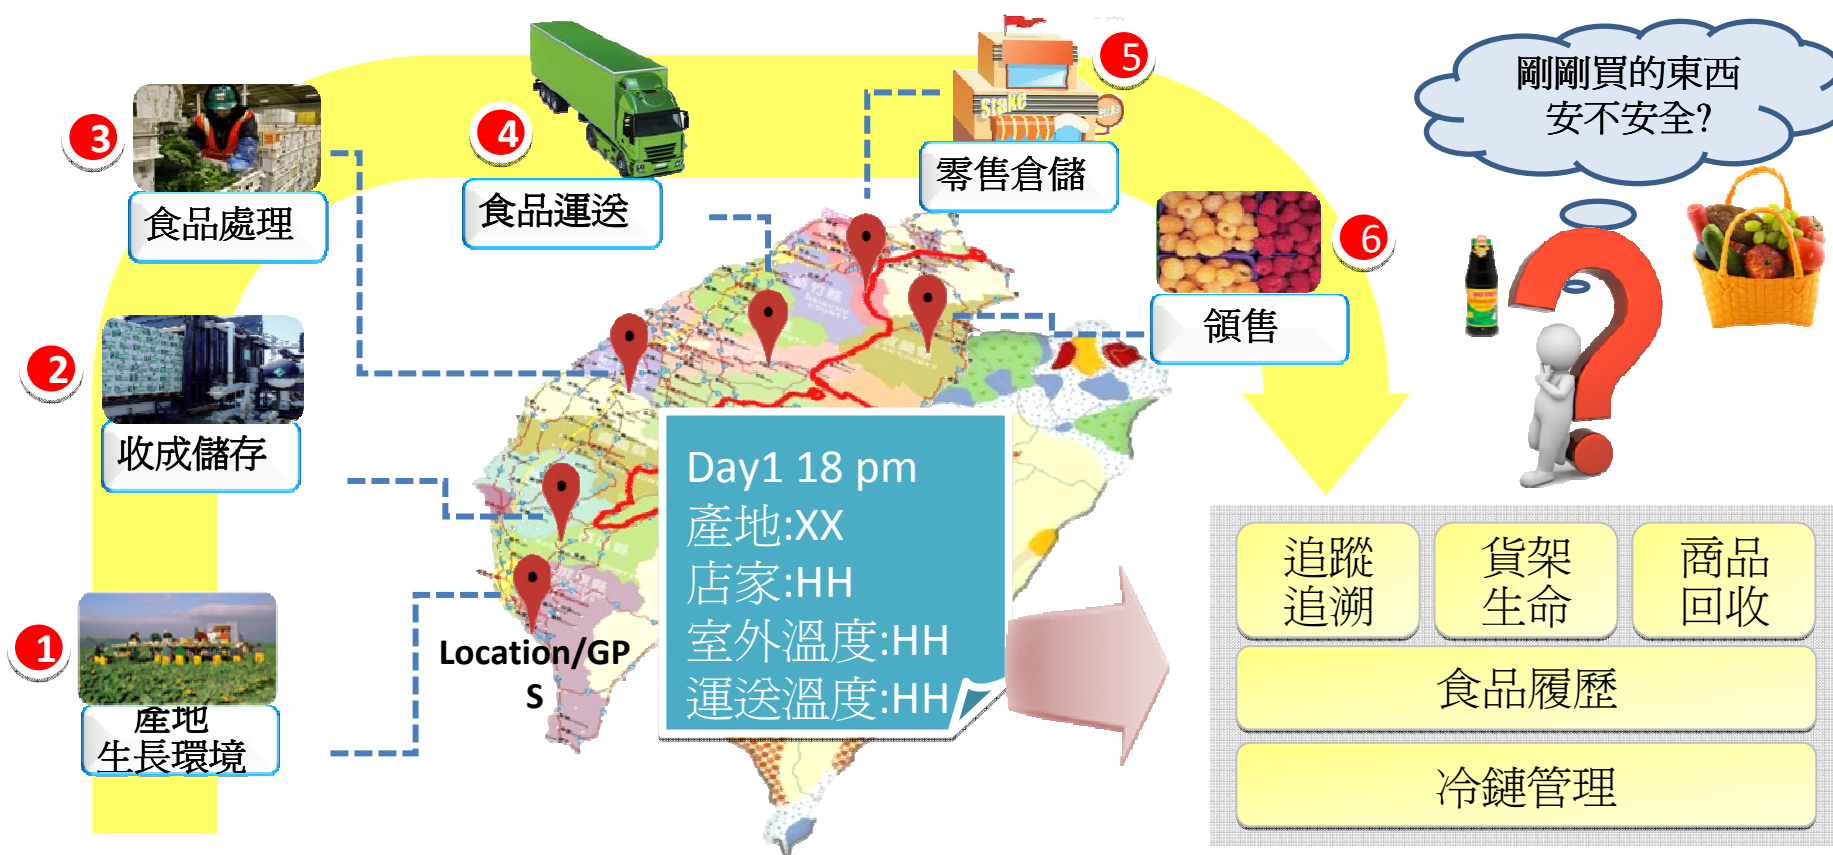 剛剛買的東西
安不安全?
5
Stake
零售倉儲
4
食品運送
3
食品處理
6
領售
2
收成儲存
1
產地
生長環境
Location/GP
S
Day1 18 pm
產地:XX
店家:HH
室外溫度:HH
運送溫度:HH
追蹤
追溯
貨架
生命
商品
回收
食品履歷
冷鏈管理